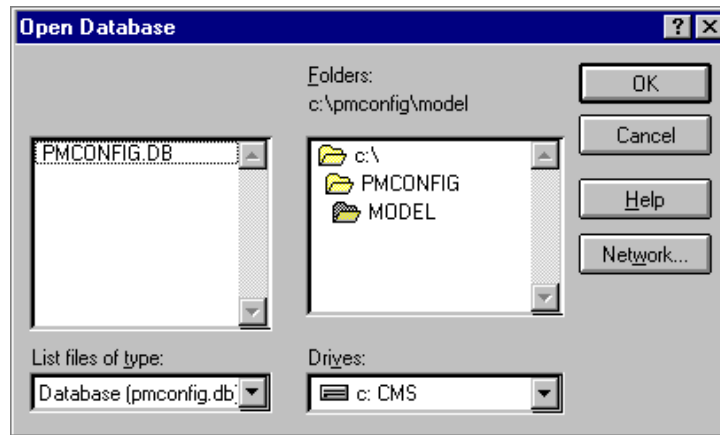 Open Database
Folders:
c:\pmconfig\model
PMCONFIG.DB
c:\
PMCONFIG
MODEL
OK
Cancel
Help
Network...
List files of type:
Database (pmconfig.db)
Drives:
c: CMS